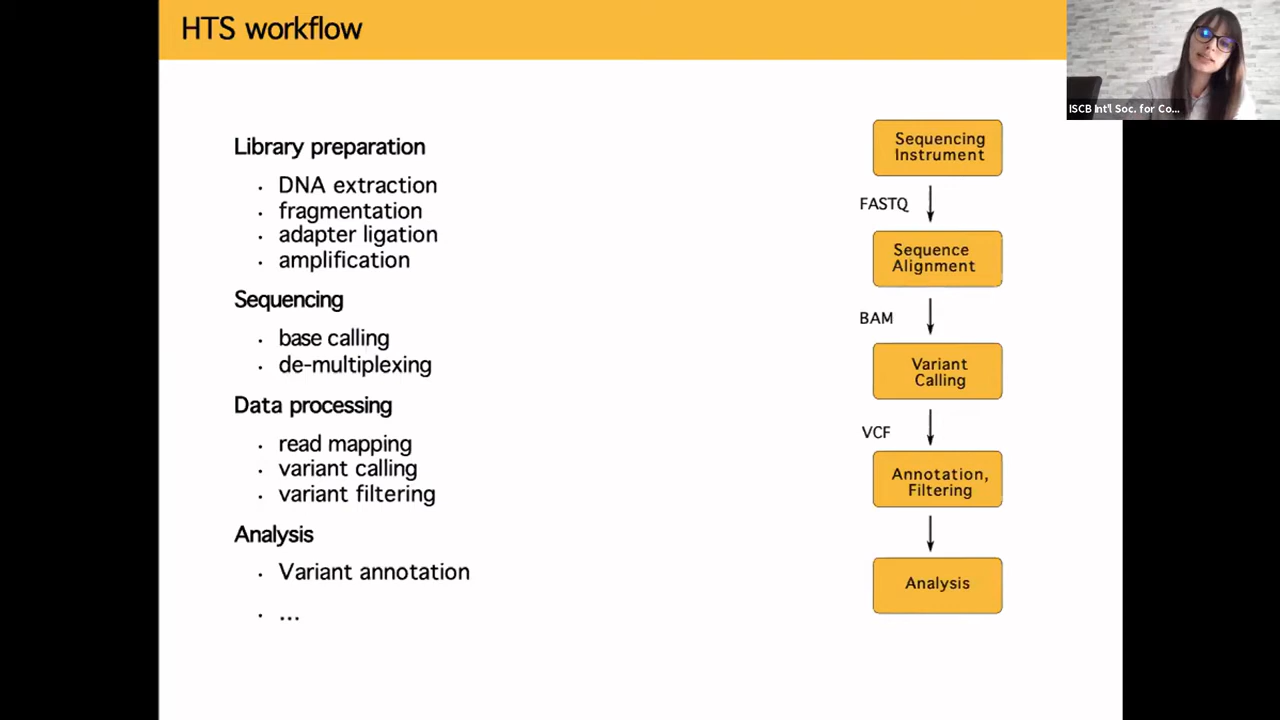 HTS workflow
ISCB Int'l Soc. for Co...
Library preparation
· DNA extraction
· fragmentation
· adapter ligation
· amplification
Sequencing
· base calling
· de-multiplexing
Data processing
· read mapping
· variant calling
· variant filtering
Analysis
· Variant annotation
· ...
Sequencing
Instrument
FASTQ
Sequence
Alignment
BAM
Variant
Calling
VCF
Annotation,
Filtering
Analysis